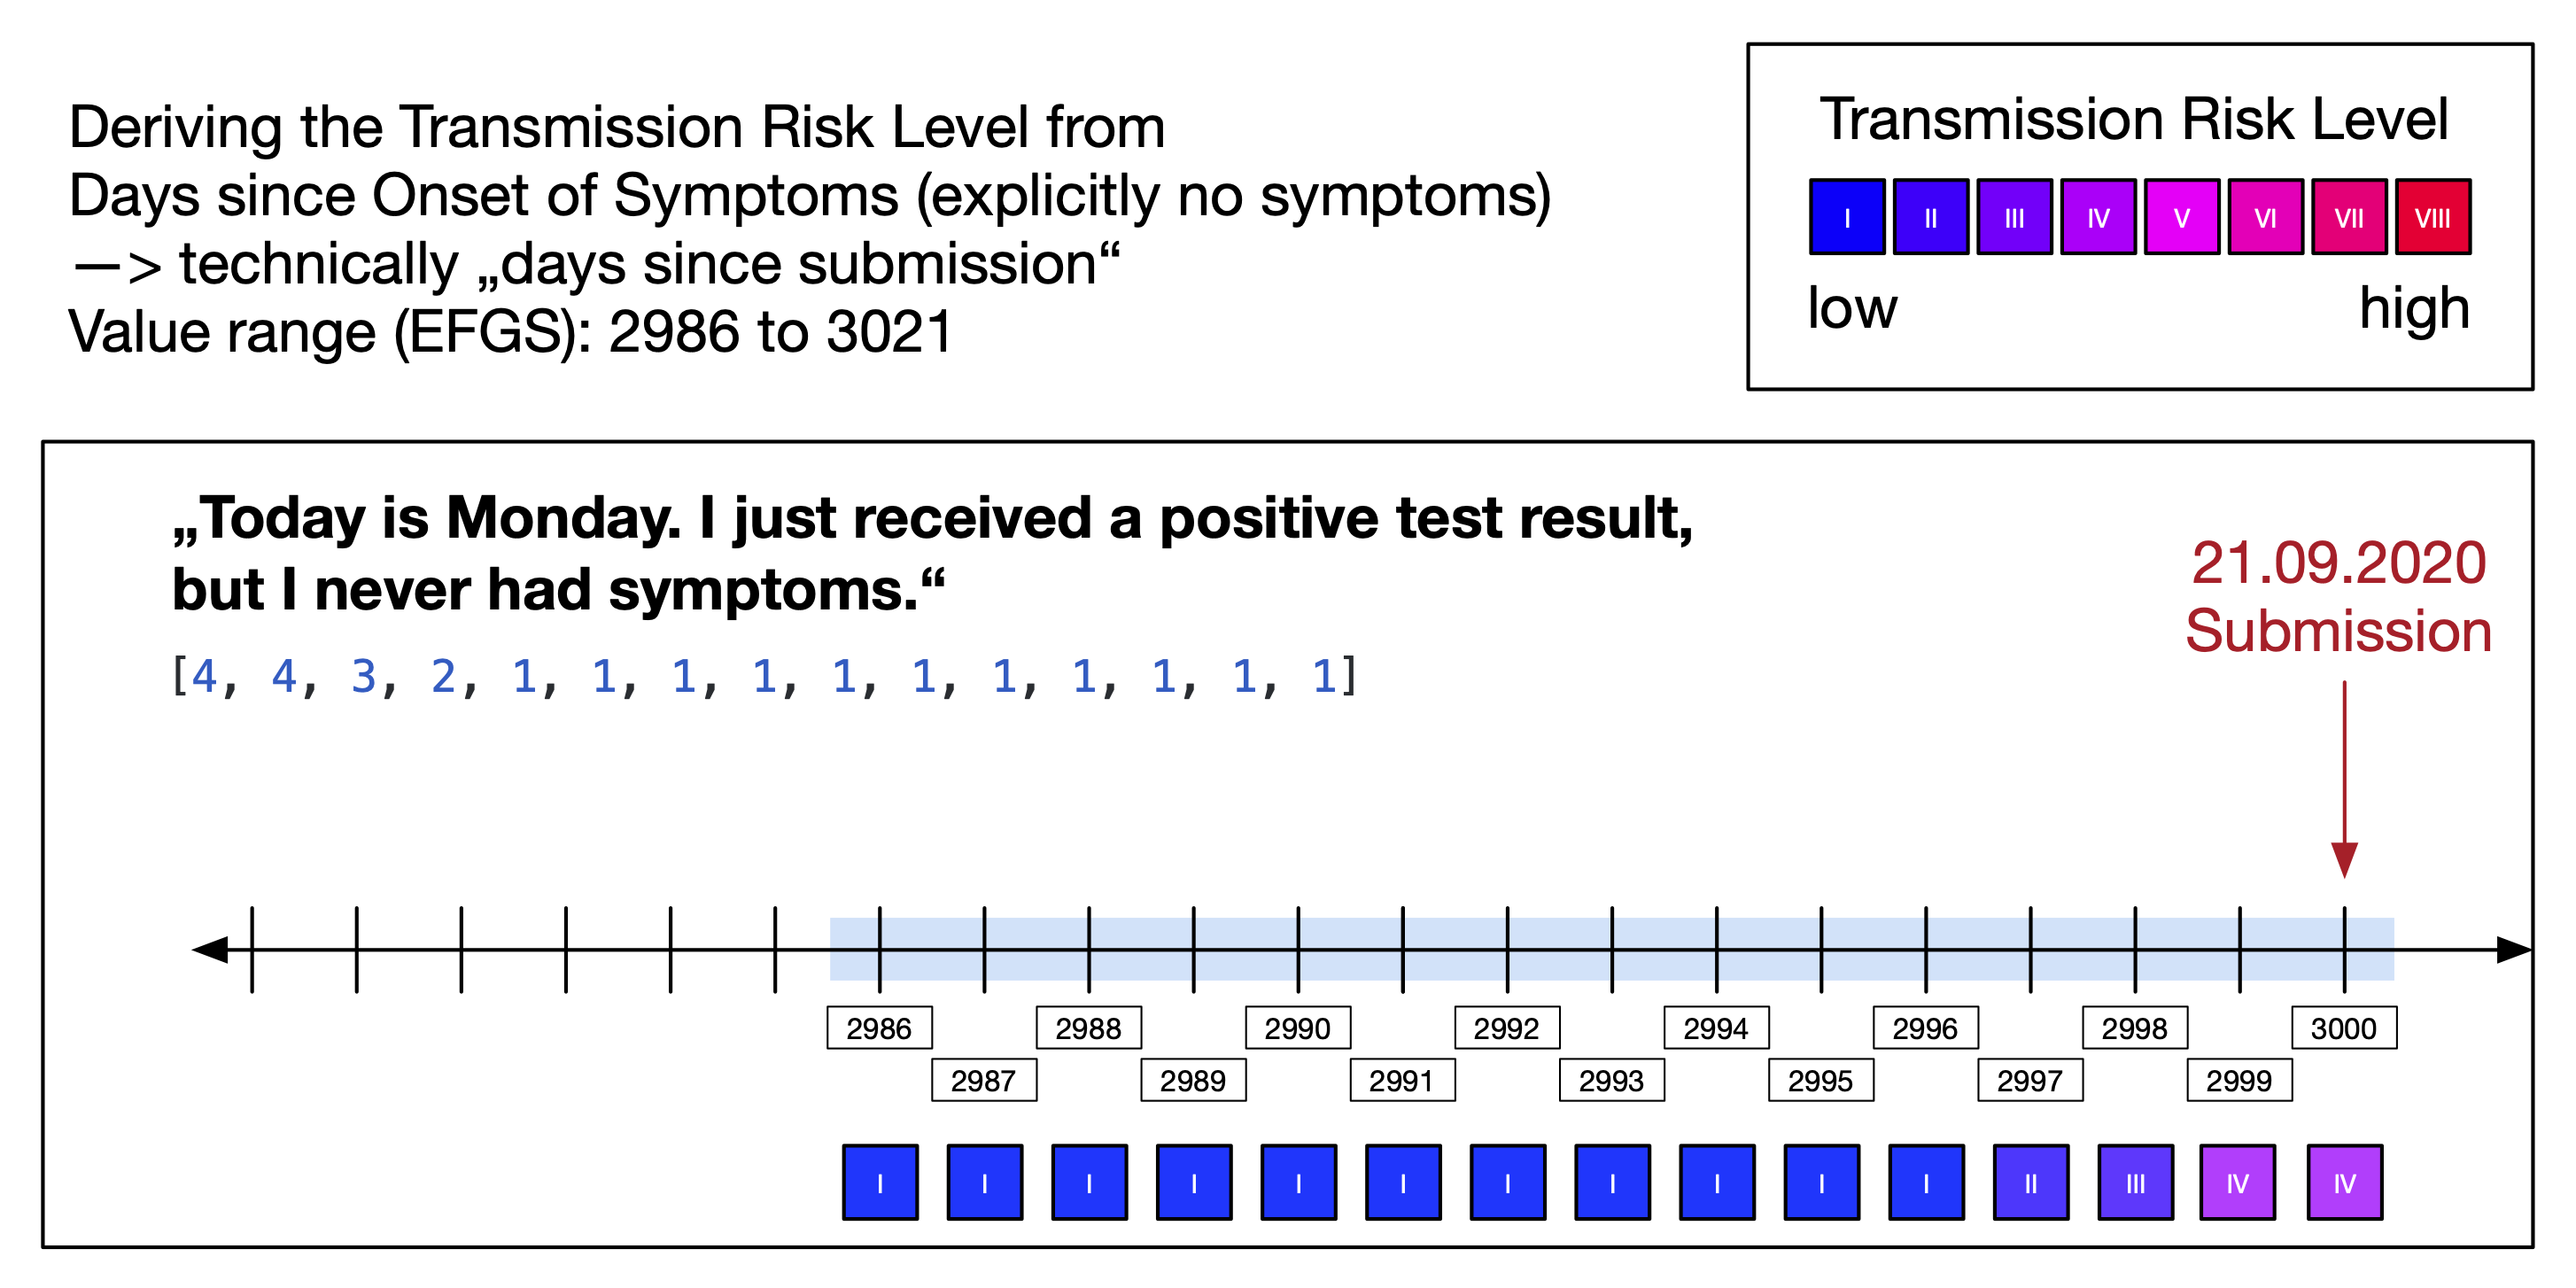 Deriving the Transmission Risk Level from
Days since Onset of Symptoms (explicitly no symptoms)
—> technically „days since submission“
Value range (EFGS): 2986 to 3021
Transmission Risk Level
I II III IV V VI VII VIII
low high
„Today is Monday. I just received a positive test result,
but I never had symptoms.“
[4, 4, 3, 2, 1, 1, 1, 1, 1, 1, 1, 1, 1, 1, 1]
21.09.2020
Submission
2986 2988 2990 2992 2994 2996 2998 3000
2987 2989 2991 2993 2995 2997 2999
I I I I I I I I I I I II III IV IV